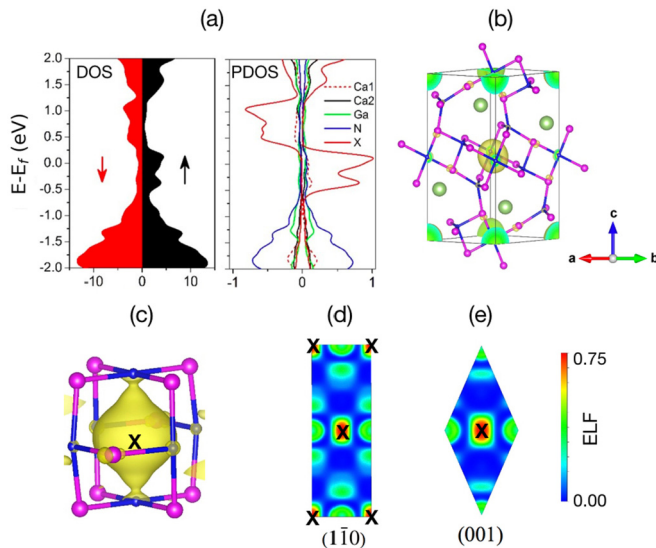 (a)
(b)
DOS
PDOS
E-E_f (eV)
2.0
1.5
1.0
0.5
0.0
-0.5
-1.0
-1.5
-2.0
-10 0 10
-1 0 1
Ca1
Ca2
Ga
N
X
c
a b
(c)
(d)
(e)
X
X X
X
X X
X
(11̄0)
(001)
0.75
ELF
0.00